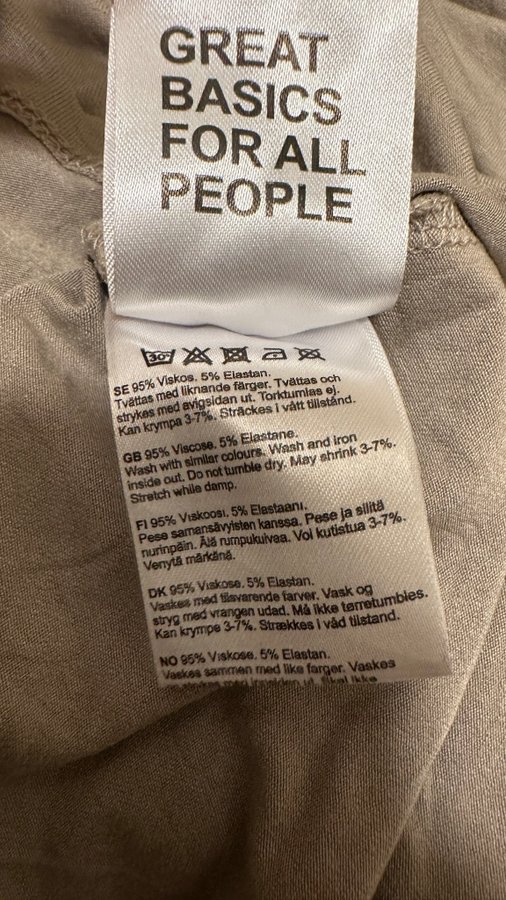 GREAT
BASICS
FOR ALL
PEOPLE
30°
SE 95% Viskos. 5% Elastan.
Tvättas med liknande färger. Tvättas och
strykes med avigsidan ut. Torktumlas ej.
Kan krympa 3-7%. Sträckes i vått tillstånd.
GB 95% Viscose. 5% Elastane.
Wash with similar colours. Wash and iron
inside out. Do not tumble dry. May shrink 3-7%.
Stretch while damp.
FI 95% Viskoosi. 5% Elastaani.
Pese samansävyisten kanssa. Pese ja silitä
nurinpäin. Älä rumpukuivaa. Voi kutistua 3-7%.
Venytä märkänä.
DK 95% Viskose. 5% Elastan.
Vaskes med tilsvarende farver. Vask og
stryg med vrangen udad. Må ikke tørretumbles.
Kan krympe 3-7%. Strækkes i våd tilstand.
NO 95% Viskose. 5% Elastan.
Vaskes sammen med like farger. Vaskes